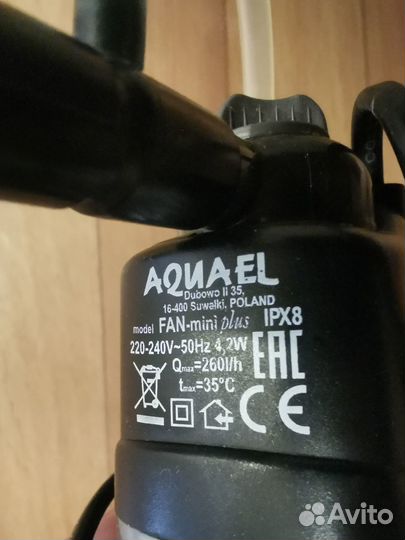 AQUAEL
Dubowo II 35,
16-400 Suwałki, POLAND
model FAN-mini plus IPX8
220-240V~50Hz 4,2W
Qmax=260l/h
tmax=35°C
EAC
CE
Avito